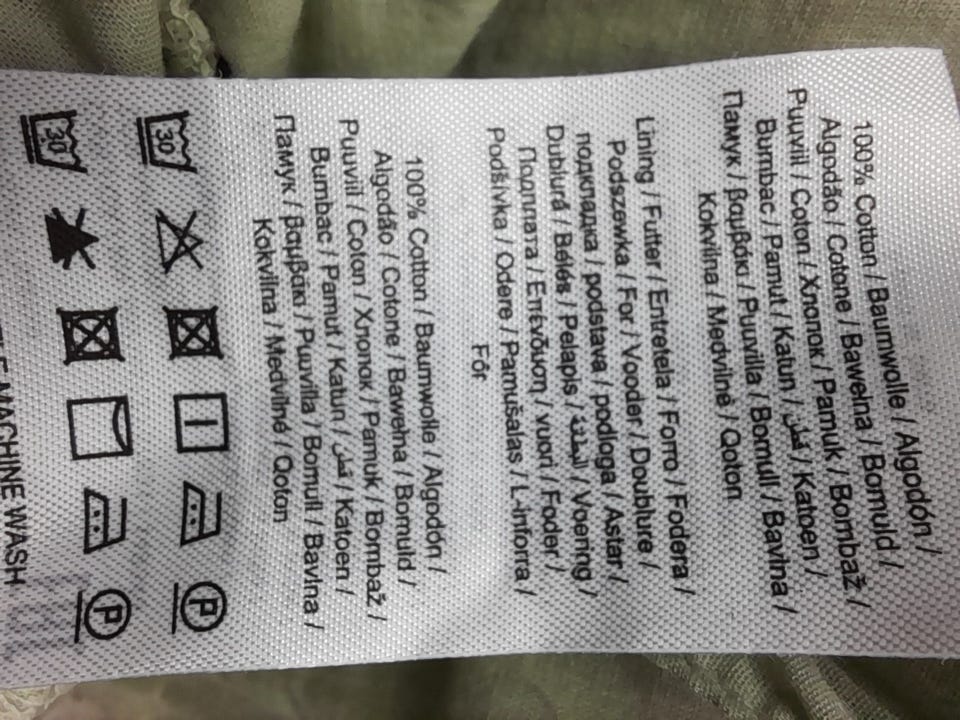 100% Cotton / Baumwolle / Algodón /
Algodão / Cotone / Bawełna / Bomuld /
Puuvill / Coton / Хлопок / Pamuk / Bombaž /
Bumbac / Pamut / Katun / قطن / Katoen /
Памук / βαμβάκι / Puuvilla / Bomull / Bavlna /
Kokvilna / Medvilnė / Qoton
Lining / Futter / Entretela / Forro / Fodera /
Podszewka / For / Vooder / Doublure /
подкладка / podstava / podloga / Astar /
Dublură / Bélés / Pelapis / البطانة / Voering /
Подплата / Επένδυση / vuori / Foder /
Podšívka / Odere / Pamušalas / L-inforra /
Fór
100% Cotton / Baumwolle / Algodón /
Algodão / Cotone / Bawełna / Bomuld /
Puuvill / Coton / Хлопок / Pamuk / Bombaž /
Bumbac / Pamut / Katun / قطن / Katoen /
Памук / βαμβάκι / Puuvilla / Bomull / Bavlna /
Kokvilna / Medvilnė / Qoton
30 P
30 P
MACHINE WASH